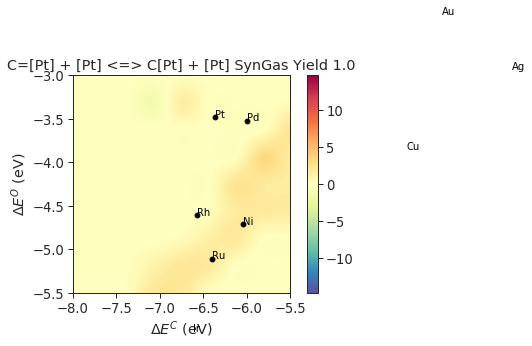 Au
Ag
C=[Pt] + [Pt] <=> C[Pt] + [Pt] SynGas Yield 1.0
−3.0
Pt
Pd
10
−3.5
Cu
5
−4.0
ΔE^O (eV)
0
−4.5
Rh
Ni
−5
−5.0
Ru
−10
−5.5
−8.0 −7.5 −7.0 −6.5 −6.0 −5.5
ΔE^C (eV)
Ir